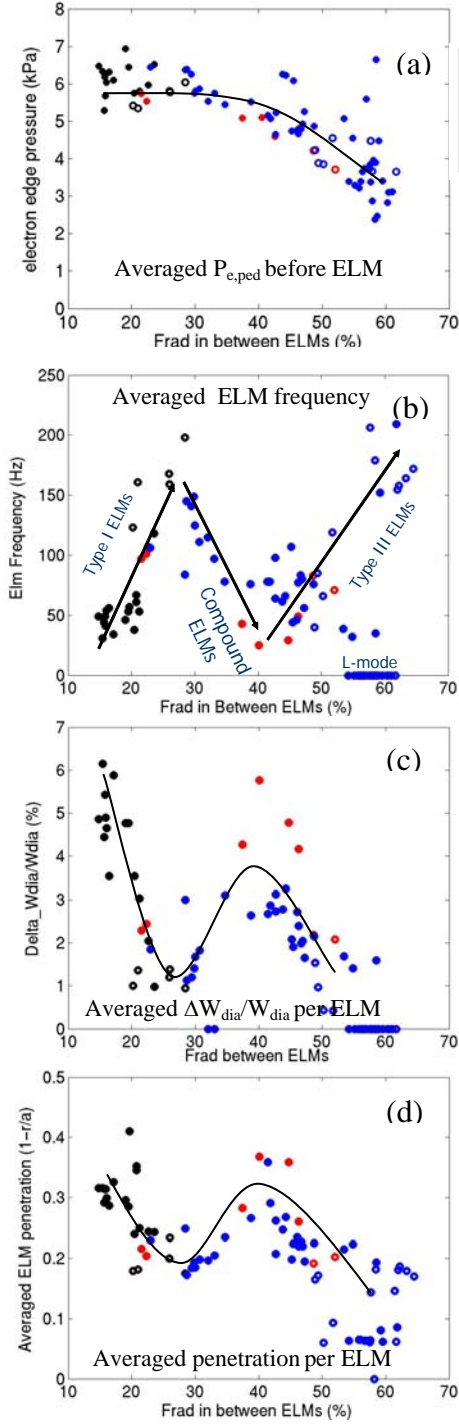 (a)
electron edge pressure (kPa)
8
7
6
5
4
3
2
1
0
Averaged Pe,ped before ELM
10 20 30 40 50 60 70
Frad in between ELMs (%)
Averaged ELM frequency
(b)
Elm Frequency (Hz)
250
200
150
100
50
0
Type I ELMs
Compound
ELMs
Type III ELMs
L-mode
10 20 30 40 50 60 70
Frad in Between ELMs (%)
(c)
Delta_Wdia/Wdia (%)
7
6
5
4
3
2
1
0
Averaged ΔWdia/Wdia per ELM
10 20 30 40 50 60 70
Frad between ELMs
(d)
Averaged ELM penetration (1-r/a)
0.5
0.4
0.3
0.2
0.1
0
Averaged penetration per ELM
10 20 30 40 50 60 70
Frad in between ELMs (%)